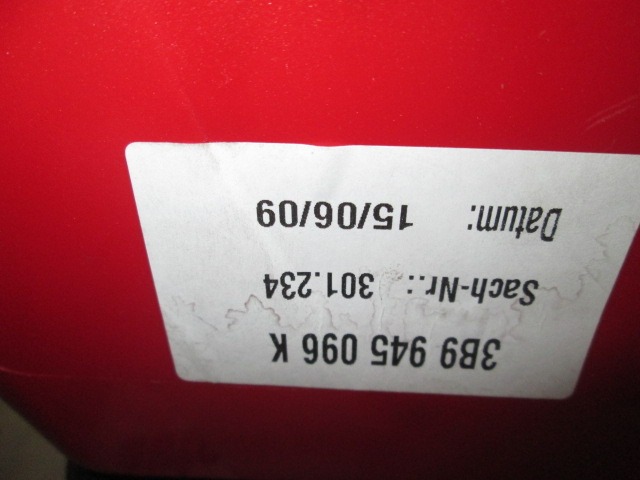 3B9 945 096 K
Sach-Nr.: 301.234
Datum: 15/06/09